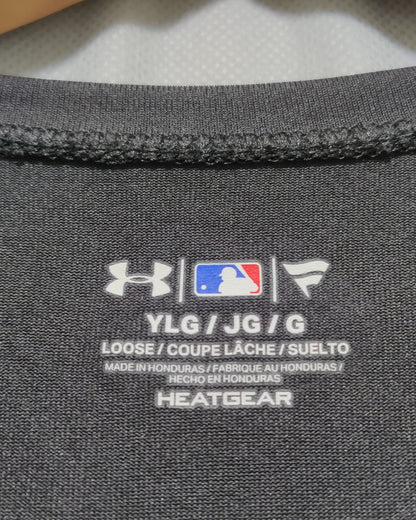 YLG / JG / G
LOOSE / COUPE LÂCHE / SUELTO
MADE IN HONDURAS / FABRIQUE AU HONDURAS /
HECHO EN HONDURAS
HEATGEAR